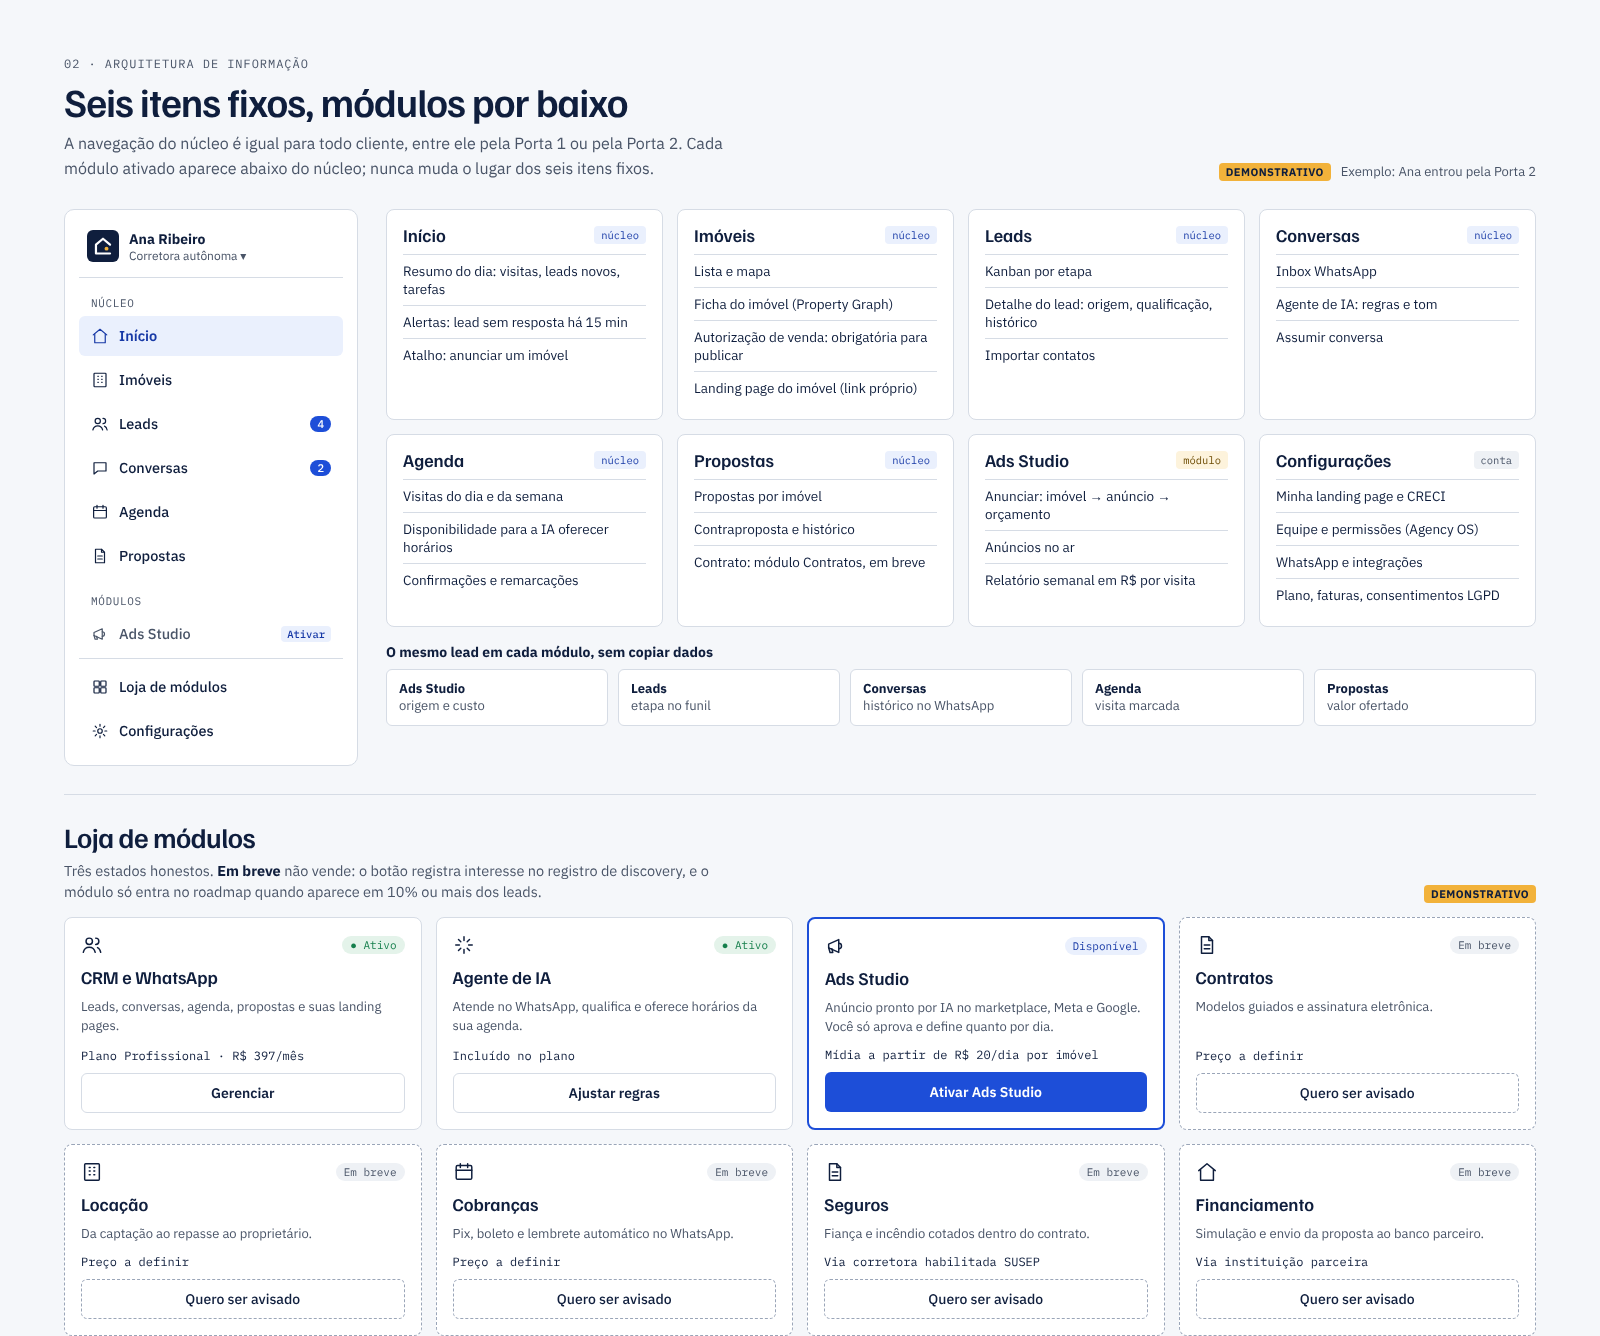 02 · ARQUITETURA DE INFORMAÇÃO
Seis itens fixos, módulos por baixo
A navegação do núcleo é igual para todo cliente, entre ele pela Porta 1 ou pela Porta 2. Cada
módulo ativado aparece abaixo do núcleo; nunca muda o lugar dos seis itens fixos.
DEMONSTRATIVO Exemplo: Ana entrou pela Porta 2
Ana Ribeiro
Corretora autônoma ▾
NÚCLEO
Início
Imóveis
Leads 4
Conversas 2
Agenda
Propostas
MÓDULOS
Ads Studio Ativar
Loja de módulos
Configurações
Início núcleo
Resumo do dia: visitas, leads novos,
tarefas
Alertas: lead sem resposta há 15 min
Atalho: anunciar um imóvel
Imóveis núcleo
Lista e mapa
Ficha do imóvel (Property Graph)
Autorização de venda: obrigatória para
publicar
Landing page do imóvel (link próprio)
Leads núcleo
Kanban por etapa
Detalhe do lead: origem, qualificação,
histórico
Importar contatos
Conversas núcleo
Inbox WhatsApp
Agente de IA: regras e tom
Assumir conversa
Agenda núcleo
Visitas do dia e da semana
Disponibilidade para a IA oferecer
horários
Confirmações e remarcações
Propostas núcleo
Propostas por imóvel
Contraproposta e histórico
Contrato: módulo Contratos, em breve
Ads Studio módulo
Anunciar: imóvel → anúncio →
orçamento
Anúncios no ar
Relatório semanal em R$ por visita
Configurações conta
Minha landing page e CRECI
Equipe e permissões (Agency OS)
WhatsApp e integrações
Plano, faturas, consentimentos LGPD
O mesmo lead em cada módulo, sem copiar dados
Ads Studio
origem e custo
Leads
etapa no funil
Conversas
histórico no WhatsApp
Agenda
visita marcada
Propostas
valor ofertado
Loja de módulos
Três estados honestos. Em breve não vende: o botão registra interesse no registro de discovery, e o
módulo só entra no roadmap quando aparece em 10% ou mais dos leads.
DEMONSTRATIVO
● Ativo
CRM e WhatsApp
Leads, conversas, agenda, propostas e suas landing
pages.
Plano Profissional · R$ 397/mês
Gerenciar
● Ativo
Agente de IA
Atende no WhatsApp, qualifica e oferece horários da
sua agenda.
Incluído no plano
Ajustar regras
Disponível
Ads Studio
Anúncio pronto por IA no marketplace, Meta e Google.
Você só aprova e define quanto por dia.
Mídia a partir de R$ 20/dia por imóvel
Ativar Ads Studio
Em breve
Contratos
Modelos guiados e assinatura eletrônica.
Preço a definir
Quero ser avisado
Em breve
Locação
Da captação ao repasse ao proprietário.
Preço a definir
Quero ser avisado
Em breve
Cobranças
Pix, boleto e lembrete automático no WhatsApp.
Preço a definir
Quero ser avisado
Em breve
Seguros
Fiança e incêndio cotados dentro do contrato.
Via corretora habilitada SUSEP
Quero ser avisado
Em breve
Financiamento
Simulação e envio da proposta ao banco parceiro.
Via instituição parceira
Quero ser avisado